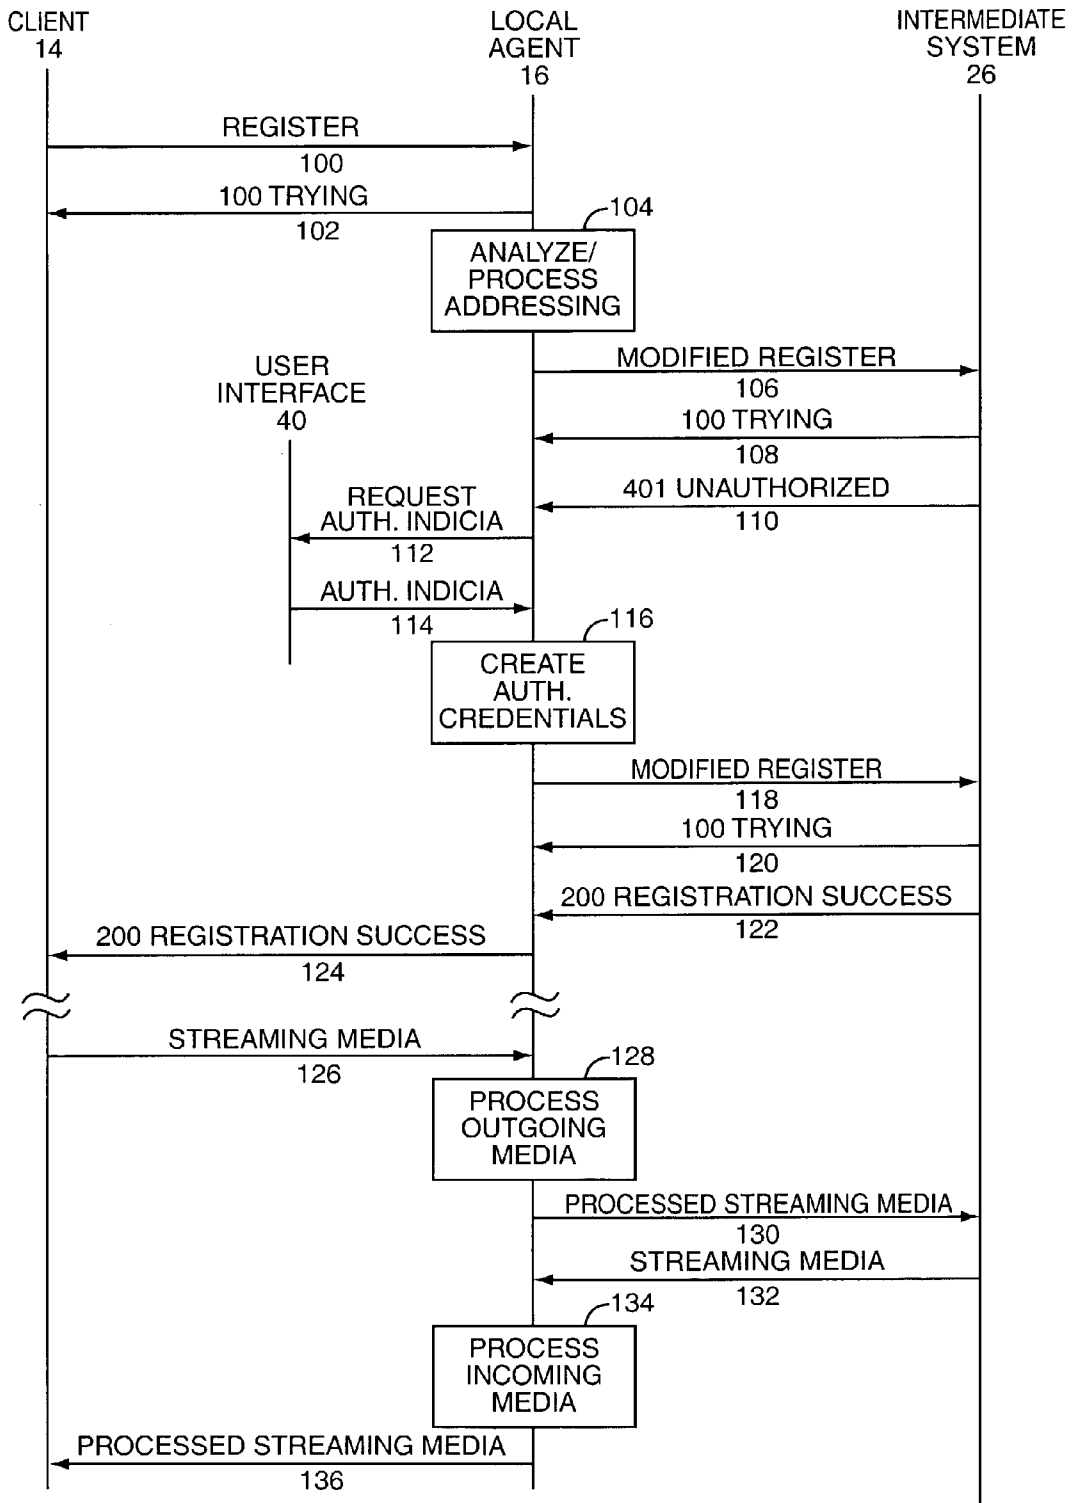 CLIENT
14
LOCAL
AGENT
16
INTERMEDIATE
SYSTEM
26
REGISTER
100
100 TRYING
102
104
ANALYZE/
PROCESS
ADDRESSING
MODIFIED REGISTER
106
USER
INTERFACE
40
100 TRYING
108
401 UNAUTHORIZED
110
REQUEST
AUTH. INDICIA
112
AUTH. INDICIA
114
116
CREATE
AUTH.
CREDENTIALS
MODIFIED REGISTER
118
100 TRYING
120
200 REGISTRATION SUCCESS
122
200 REGISTRATION SUCCESS
124
STREAMING MEDIA
126
128
PROCESS
OUTGOING
MEDIA
PROCESSED STREAMING MEDIA
130
STREAMING MEDIA
132
134
PROCESS
INCOMING
MEDIA
PROCESSED STREAMING MEDIA
136